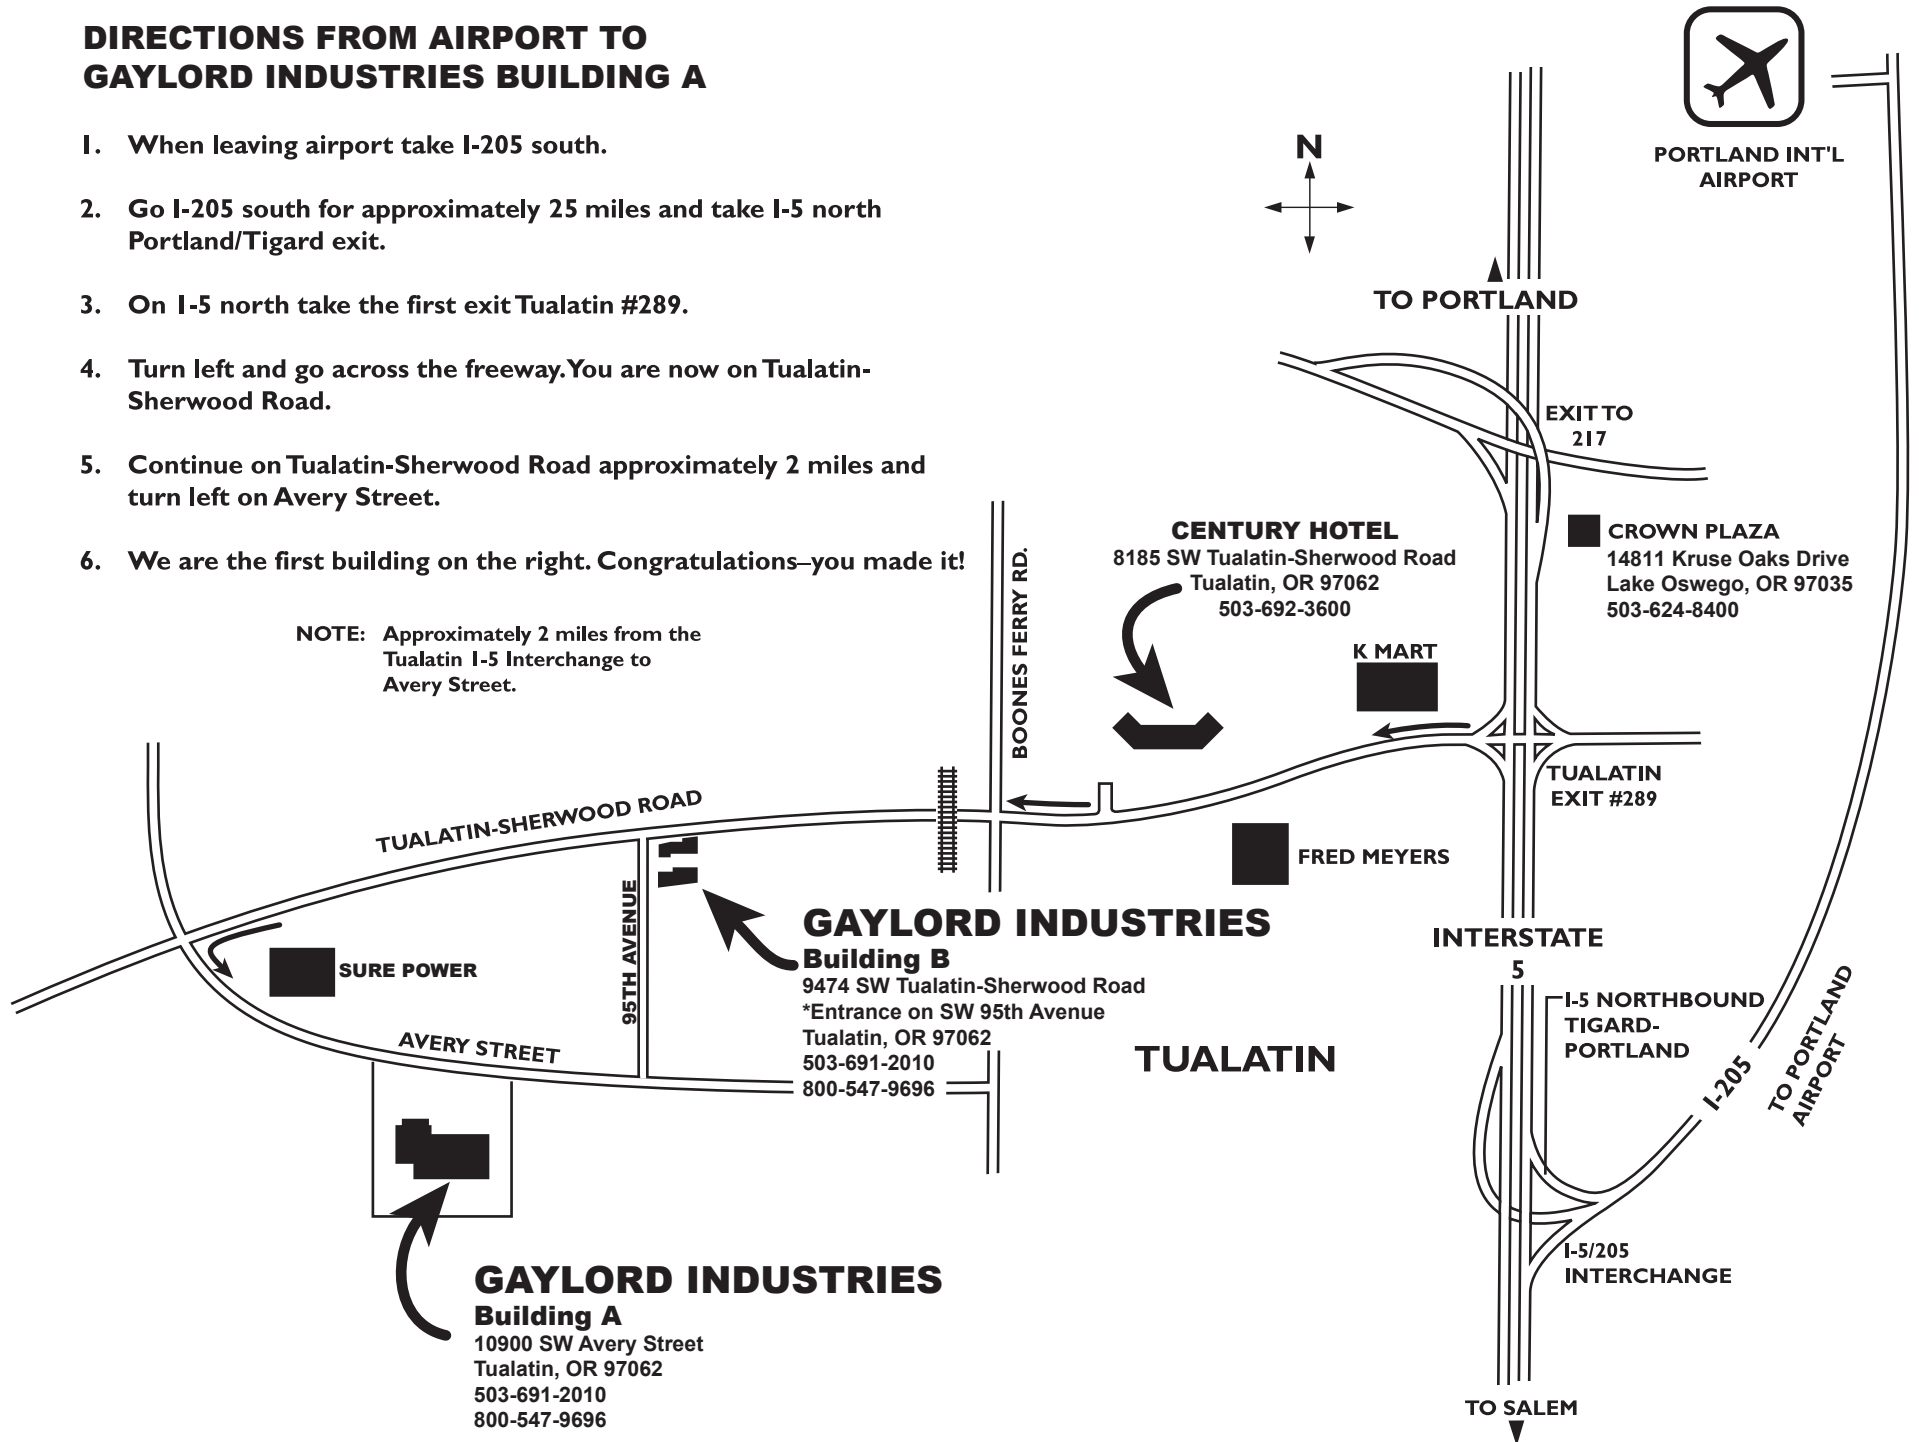 DIRECTIONS FROM AIRPORT TO
GAYLORD INDUSTRIES BUILDING A
1. When leaving airport take I-205 south.
2. Go I-205 south for approximately 25 miles and take I-5 north
Portland/Tigard exit.
3. On 1-5 north take the first exit Tualatin #289.
4. Turn left and go across the freeway. You are now on Tualatin-
Sherwood Road.
5. Continue on Tualatin-Sherwood Road approximately 2 miles and
turn left on Avery Street.
6. We are the first building on the right. Congratulations–you made it!
NOTE: Approximately 2 miles from the
Tualatin 1-5 Interchange to
Avery Street.
N
PORTLAND INT'L
AIRPORT
TO PORTLAND
EXIT TO
217
CROWN PLAZA
14811 Kruse Oaks Drive
Lake Oswego, OR 97035
503-624-8400
CENTURY HOTEL
8185 SW Tualatin-Sherwood Road
Tualatin, OR 97062
503-692-3600
BOONES FERRY RD.
K MART
TUALATIN
EXIT #289
TUALATIN-SHERWOOD ROAD
FRED MEYERS
95TH AVENUE
SURE POWER
AVERY STREET
GAYLORD INDUSTRIES
Building B
9474 SW Tualatin-Sherwood Road
*Entrance on SW 95th Avenue
Tualatin, OR 97062
503-691-2010
800-547-9696
TUALATIN
INTERSTATE
5
I-5 NORTHBOUND
TIGARD-
PORTLAND
I-205
TO PORTLAND
AIRPORT
I-5/205
INTERCHANGE
GAYLORD INDUSTRIES
Building A
10900 SW Avery Street
Tualatin, OR 97062
503-691-2010
800-547-9696
TO SALEM